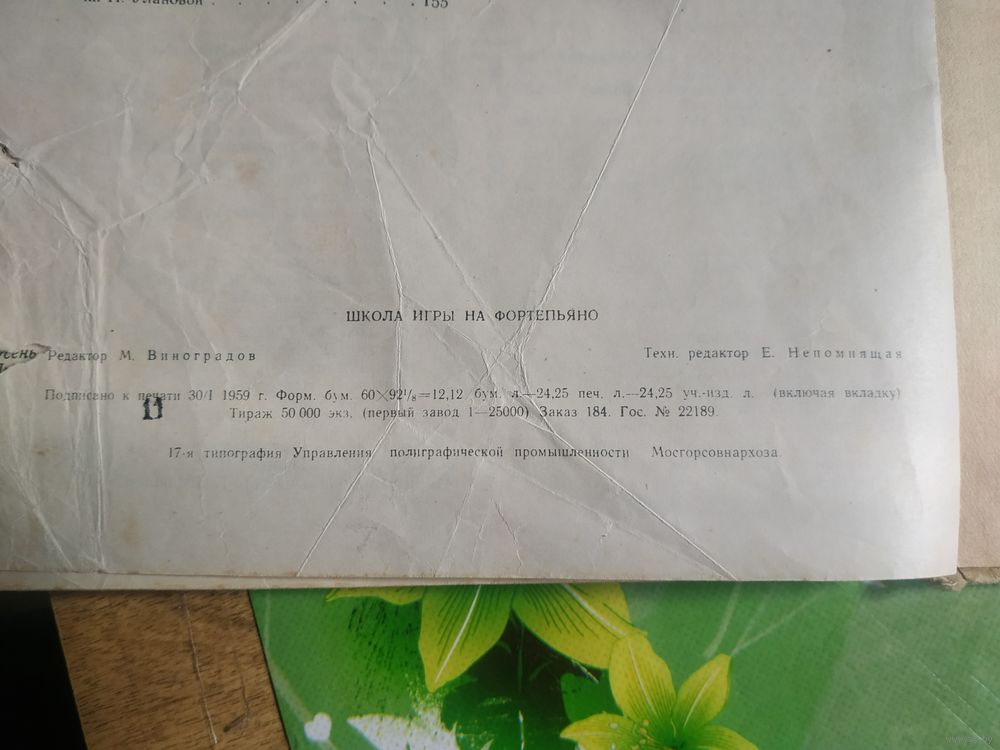 Улановой . . . . . . . . 155
ШКОЛА ИГРЫ НА ФОРТЕПЬЯНО
Редактор М. Виноградов Техн. редактор Е. Непомнящая
Подписано к печати 30/I 1959 г. Форм. бум. 60×92¹/₈=12,12 бум. л.—24,25 печ. л.—24,25 уч.-изд. л. (включая вкладку)
11
Тираж 50 000 экз. (первый завод 1—25000) Заказ 184. Гос. № 22189.
17-я типография Управления полиграфической промышленности Мосгорсовнархоза.